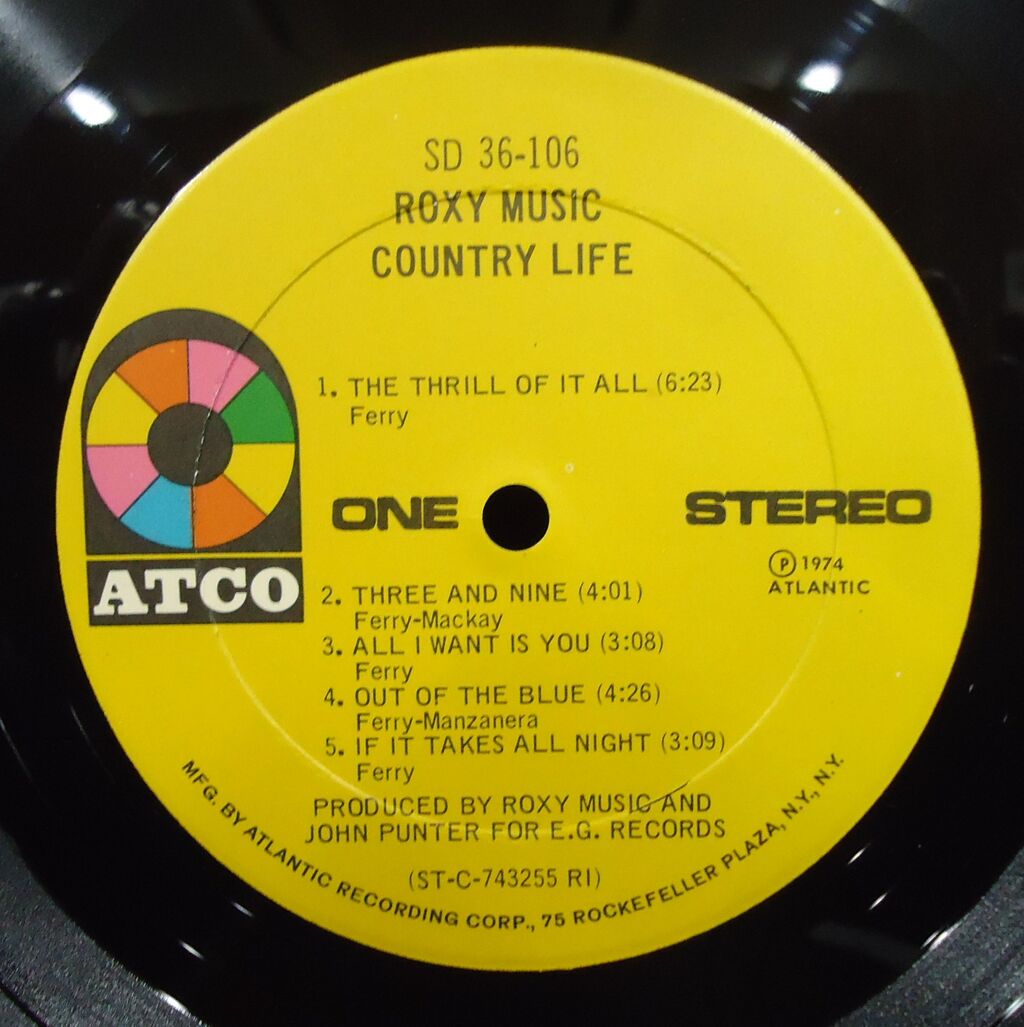 SD 36-106
ROXY MUSIC
COUNTRY LIFE
1. THE THRILL OF IT ALL (6:23)
Ferry
ONE
STEREO
Ⓟ 1974
ATLANTIC
ATCO
2. THREE AND NINE (4:01)
Ferry-Mackay
3. ALL I WANT IS YOU (3:08)
Ferry
4. OUT OF THE BLUE (4:26)
Ferry-Manzanera
5. IF IT TAKES ALL NIGHT (3:09)
Ferry
PRODUCED BY ROXY MUSIC AND
JOHN PUNTER FOR E.G. RECORDS
(ST-C-743255 RI)
MFG. BY ATLANTIC RECORDING CORP., 75 ROCKEFELLER PLAZA, N.Y., N.Y.